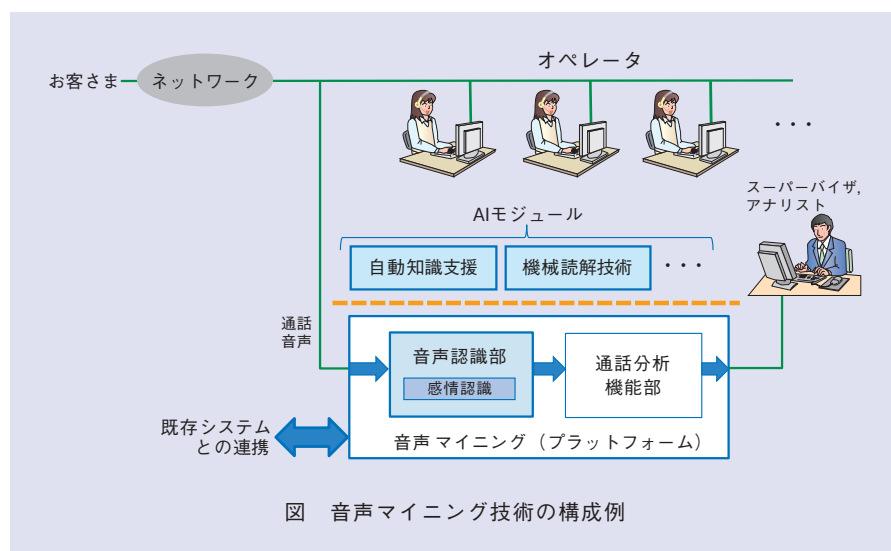 オペレータ
お客さま
ネットワーク
・・・
スーパーバイザ,
アナリスト
AIモジュール
自動知識支援
機械読解技術
・・・
通話
音声
音声認識部
感情認識
通話分析
機能部
既存システム
との連携
音声マイニング（プラットフォーム）
図　音声マイニング技術の構成例